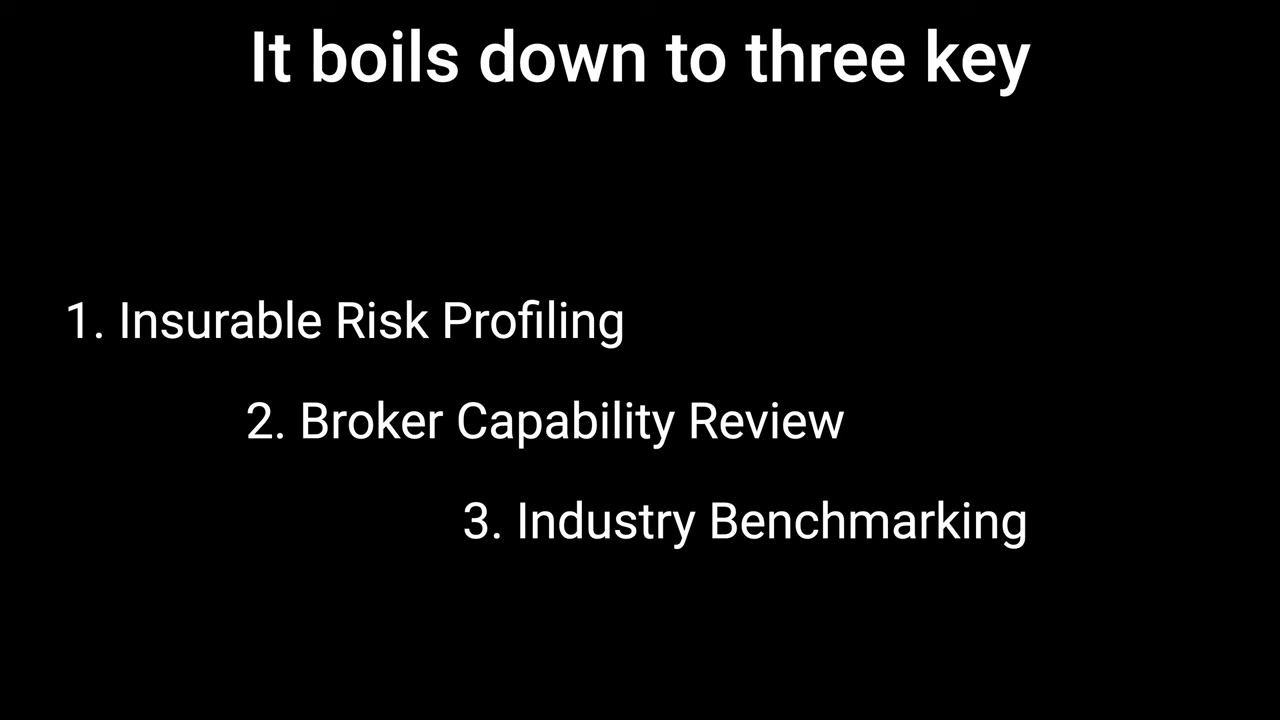 It boils down to three key
1. Insurable Risk Profiling
2. Broker Capability Review
3. Industry Benchmarking